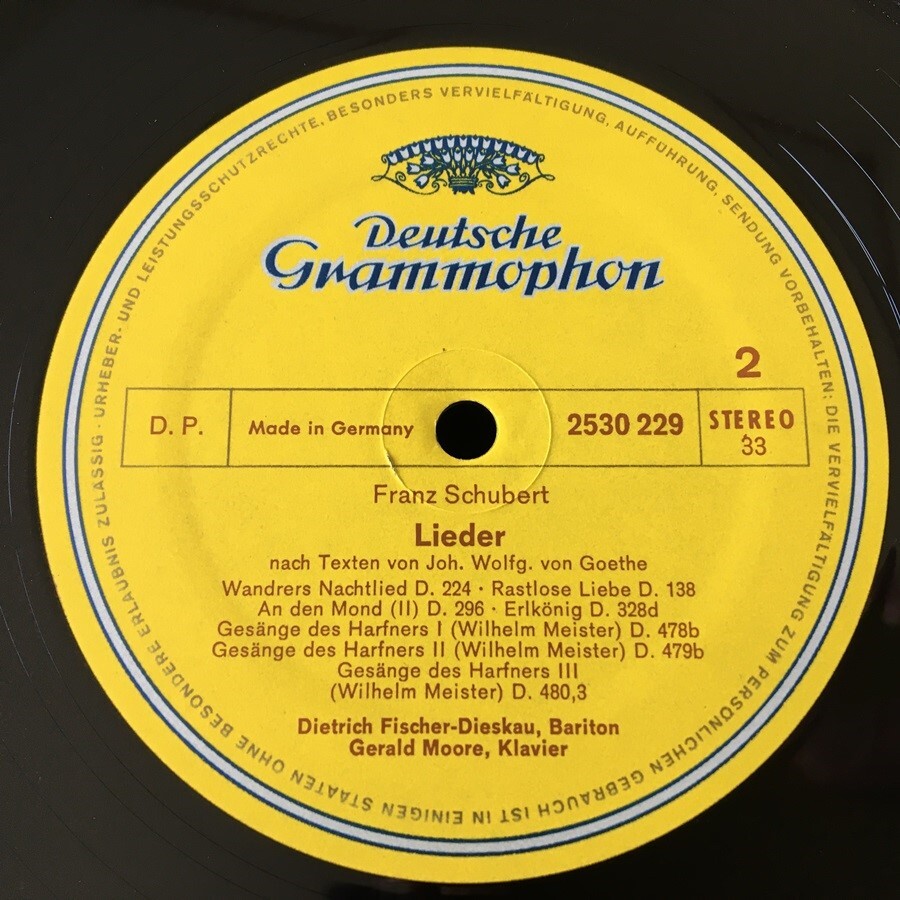 URHEBER- UND LEISTUNGSSCHUTZRECHTE, BESONDERS VERVIELFÄLTIGUNG, AUFFÜHRUNG, SENDUNG VORBEHALTEN; DIE VERVIELFÄLTIGUNG ZUM PERSÖNLICHEN GEBRAUCH IST IN EINIGEN STAATEN OHNE BESONDERE ERLAUBNIS ZULÄSSIG ·
Deutsche
Grammophon
2
D. P.
Made in Germany
2530 229
STEREO
33
Franz Schubert
Lieder
nach Texten von Joh. Wolfg. von Goethe
Wandrers Nachtlied D. 224 · Rastlose Liebe D. 138
An den Mond (II) D. 296 · Erlkönig D. 328d
Gesänge des Harfners I (Wilhelm Meister) D. 478b
Gesänge des Harfners II (Wilhelm Meister) D. 479b
Gesänge des Harfners III
(Wilhelm Meister) D. 480,3
Dietrich Fischer-Dieskau, Bariton
Gerald Moore, Klavier